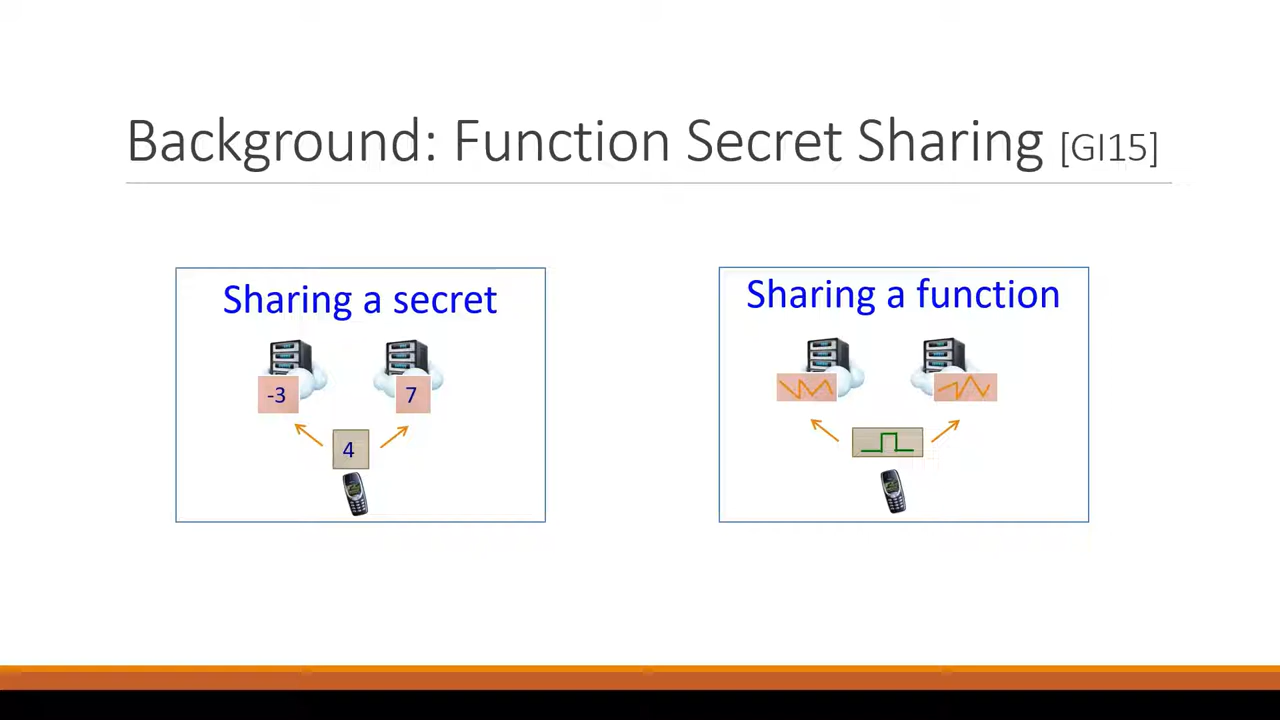 Background: Function Secret Sharing [GI15]
Sharing a secret
-3
7
4
Sharing a function